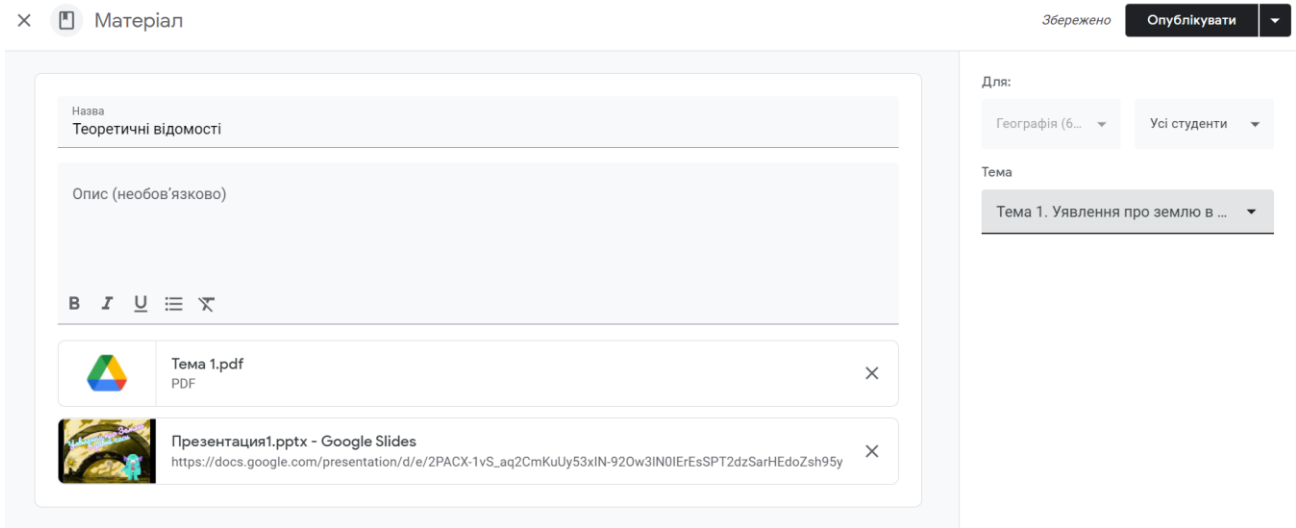 Матеріал
Збережено
Опублікувати
Назва
Теоретичні відомості
Опис (необов'язково)
B I U
Тема 1.pdf
PDF
Презентация1.pptx - Google Slides
https://docs.google.com/presentation/d/e/2PACX-1vS_aq2CmKuUy53xIN-92Ow3IN0IErEsSPT2dzSarHEdoZsh95y
Для:
Географія (6...
Усі студенти
Тема
Тема 1. Уявлення про землю в ...